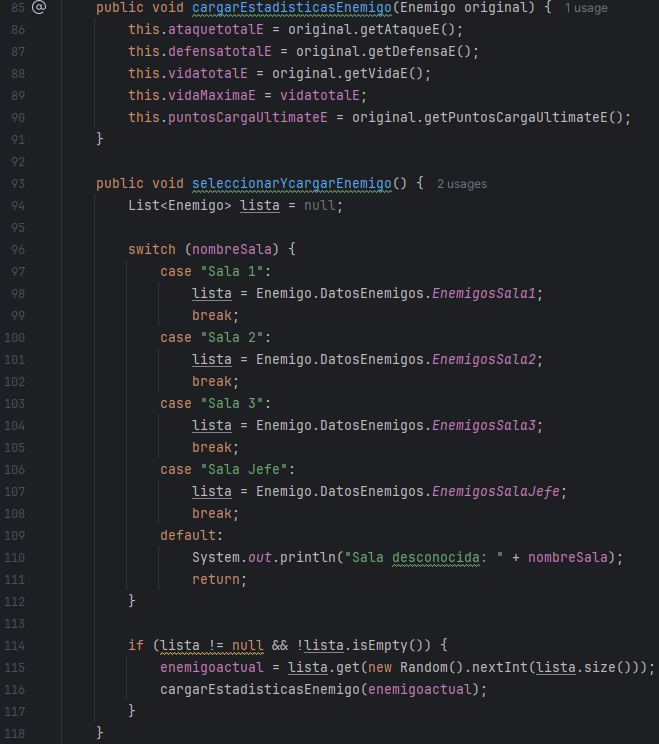 85 @ public void cargarEstadisticasEnemigo(Enemigo original) { 1 usage
86 this.ataquetotalE = original.getAtaqueE();
87 this.defensatotalE = original.getDefensaE();
88 this.vidatotalE = original.getVidaE();
89 this.vidaMaximaE = vidatotalE;
90 this.puntosCargaUltimateE = original.getPuntosCargaUltimateE();
91 }
92
93 public void seleccionarYcargarEnemigo() { 2 usages
94 List<Enemigo> lista = null;
95
96 switch (nombreSala) {
97 case "Sala 1":
98 lista = Enemigo.DatosEnemigos.EnemigosSala1;
99 break;
100 case "Sala 2":
101 lista = Enemigo.DatosEnemigos.EnemigosSala2;
102 break;
103 case "Sala 3":
104 lista = Enemigo.DatosEnemigos.EnemigosSala3;
105 break;
106 case "Sala Jefe":
107 lista = Enemigo.DatosEnemigos.EnemigosSalaJefe;
108 break;
109 default:
110 System.out.println("Sala desconocida: " + nombreSala);
111 return;
112 }
113
114 if (lista != null && !lista.isEmpty()) {
115 enemigoactual = lista.get(new Random().nextInt(lista.size()));
116 cargarEstadisticasEnemigo(enemigoactual);
117 }
118 }